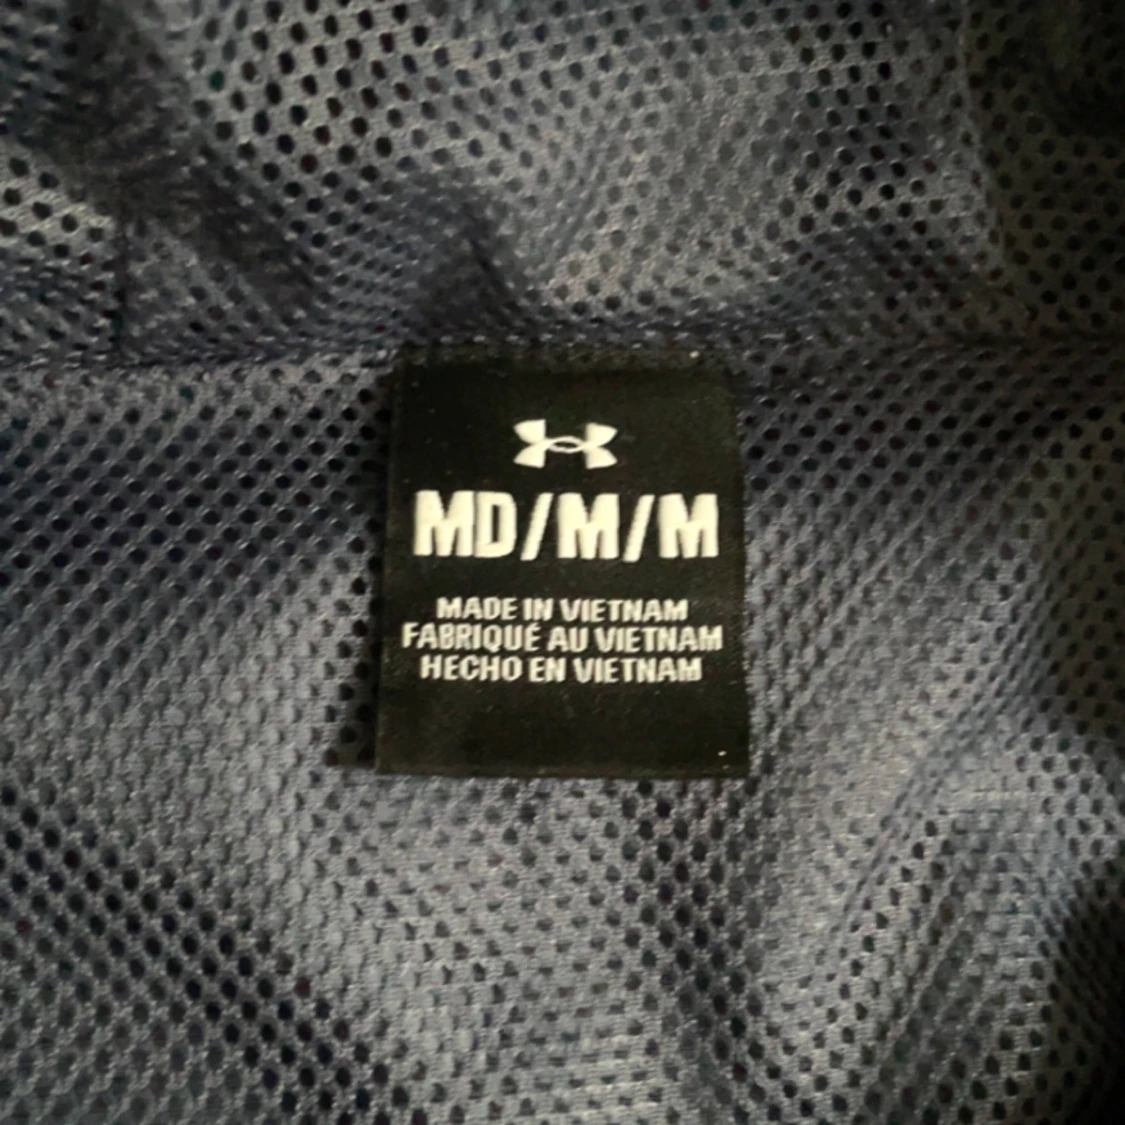 MD/M/M
MADE IN VIETNAM
FABRIQUÉ AU VIETNAM
HECHO EN VIETNAM